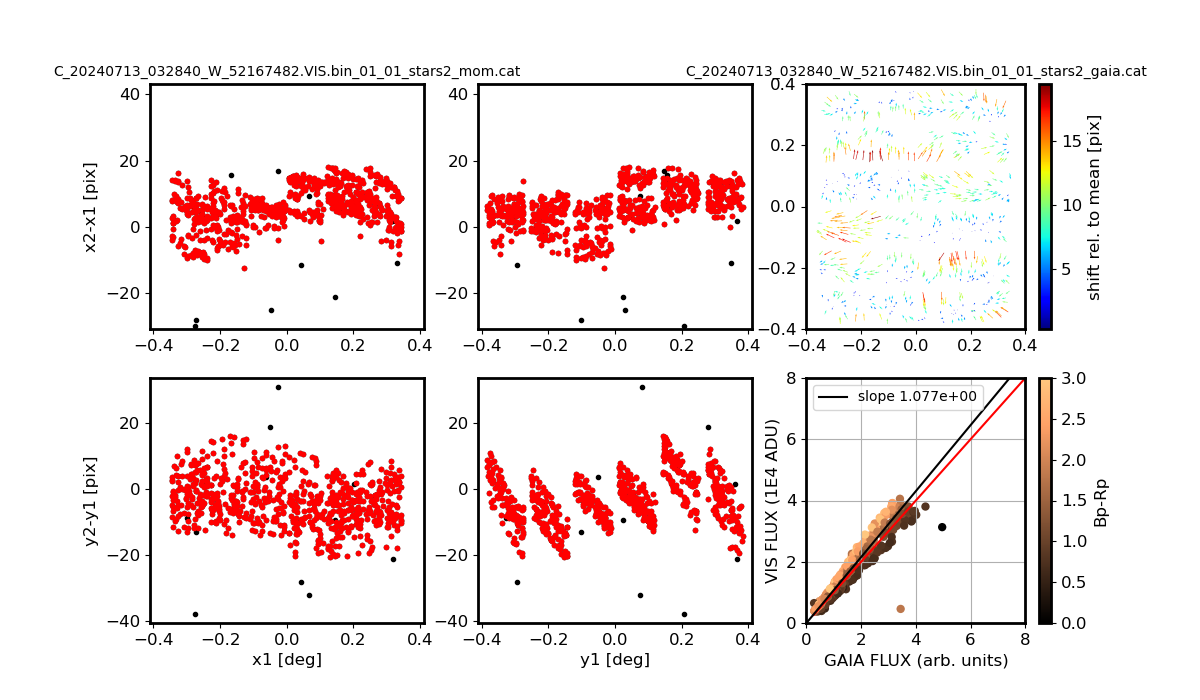 C_20240713_032840_W_52167482.VIS.bin_01_01_stars2_mom.cat
C_20240713_032840_W_52167482.VIS.bin_01_01_stars2_gaia.cat
x2-x1 [pix]
40
20
0
−20
−0.4 −0.2 0.0 0.2 0.4
40
20
0
−20
−0.4 −0.2 0.0 0.2 0.4
0.4
0.2
0.0
−0.2
−0.4
−0.4 −0.2 0.0 0.2 0.4
15
10
5
shift rel. to mean [pix]
y2-y1 [pix]
20
0
−20
−40
−0.4 −0.2 0.0 0.2 0.4
x1 [deg]
20
0
−20
−40
−0.4 −0.2 0.0 0.2 0.4
y1 [deg]
VIS FLUX (1E4 ADU)
8
6
4
2
0
slope 1.077e+00
0 2 4 6 8
GAIA FLUX (arb. units)
3.0
2.5
2.0
1.5
1.0
0.5
0.0
Bp-Rp